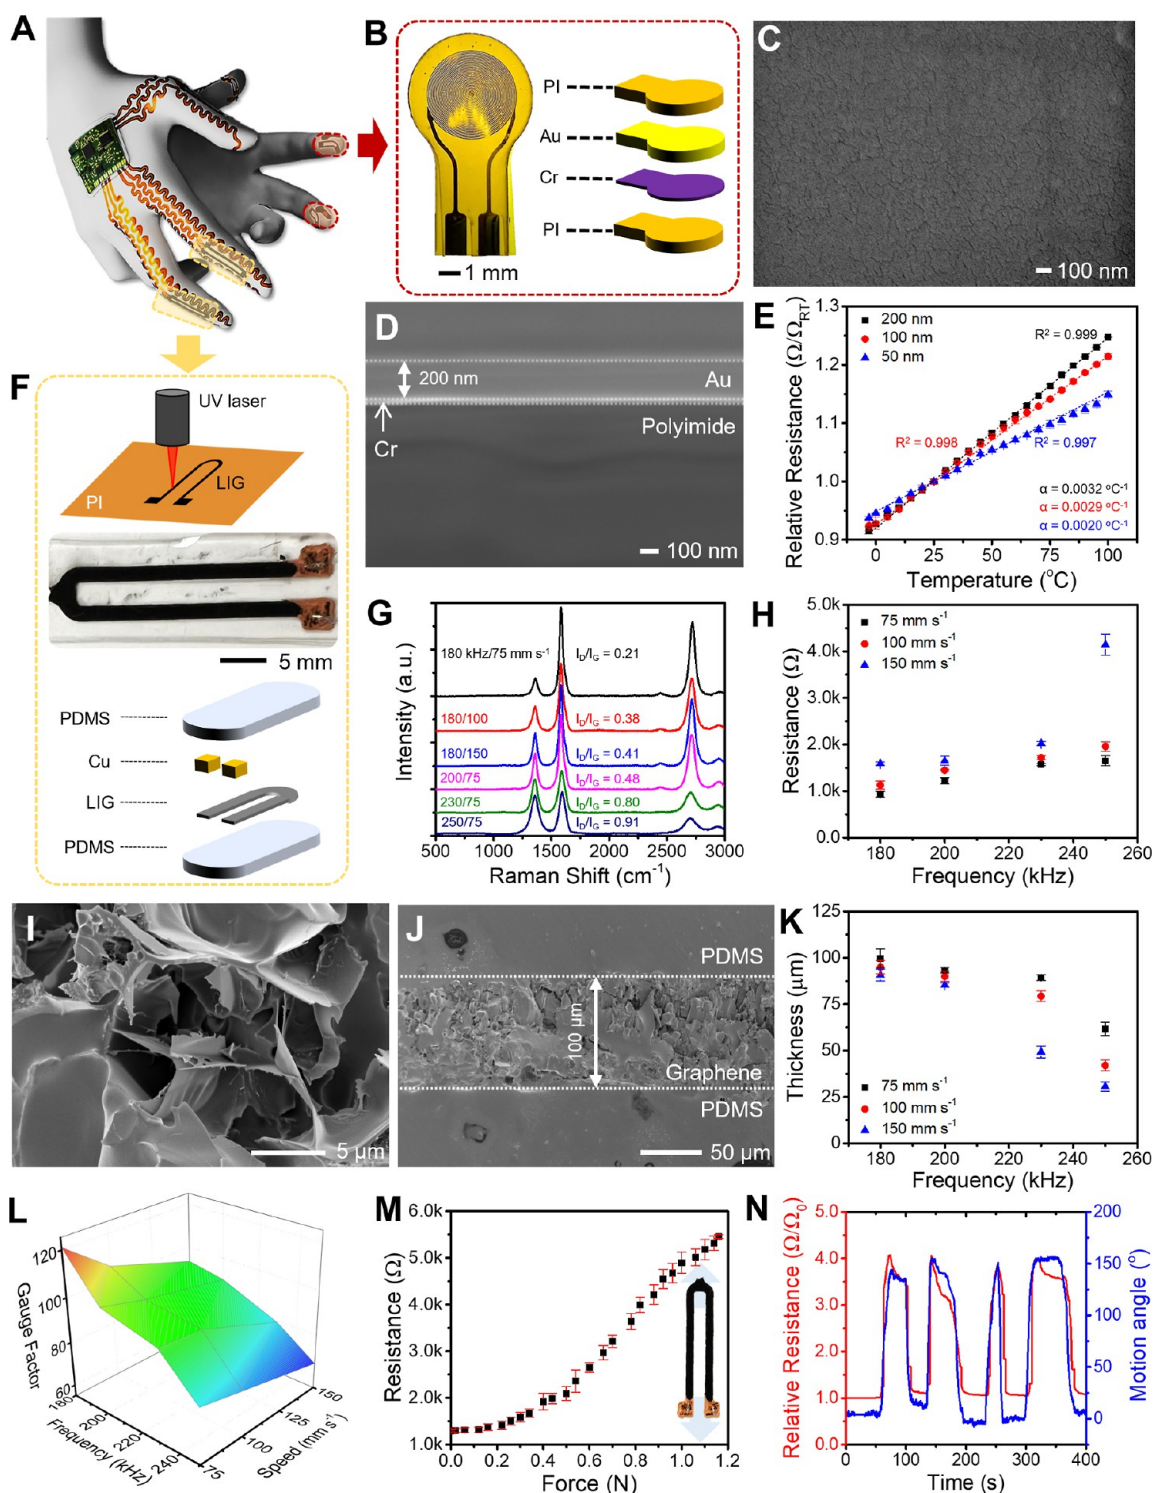 A
B
PI
Au
Cr
PI
1 mm
C
100 nm
D
200 nm
Au
Cr
Polyimide
100 nm
E
Relative Resistance (Ω/Ω_RT)
1.3
1.2
1.1
1.0
0.9
200 nm
100 nm
50 nm
R² = 0.999
R² = 0.998
R² = 0.997
α = 0.0032 °C⁻¹
α = 0.0029 °C⁻¹
α = 0.0020 °C⁻¹
0 25 50 75 100
Temperature (°C)
F
UV laser
LIG
PI
5 mm
PDMS
Cu
LIG
PDMS
G
Intensity (a.u.)
180 kHz/75 mm s⁻¹ I_D/I_G = 0.21
180/100 I_D/I_G = 0.38
180/150 I_D/I_G = 0.41
200/75 I_D/I_G = 0.48
230/75 I_D/I_G = 0.80
250/75 I_D/I_G = 0.91
500 1000 1500 2000 2500 3000
Raman Shift (cm⁻¹)
H
Resistance (Ω)
5.0k
4.0k
3.0k
2.0k
1.0k
0.0
75 mm s⁻¹
100 mm s⁻¹
150 mm s⁻¹
180 200 220 240 260
Frequency (kHz)
I
5 µm
J
PDMS
100 µm
Graphene
PDMS
50 µm
K
Thickness (µm)
125
100
75
50
25
0
75 mm s⁻¹
100 mm s⁻¹
150 mm s⁻¹
180 200 220 240 260
Frequency (kHz)
L
Gauge Factor
120
100
80
60
180
200
220
240
Frequency (kHz)
75
100
125
150
Speed (mm s⁻¹)
M
Resistance (Ω)
6.0k
5.0k
4.0k
3.0k
2.0k
1.0k
0.0 0.2 0.4 0.6 0.8 1.0 1.2
Force (N)
N
Relative Resistance (Ω/Ω₀)
5.0
4.0
3.0
2.0
1.0
0.0
200
150
100
50
0
Motion angle (°)
0 100 200 300 400
Time (s)